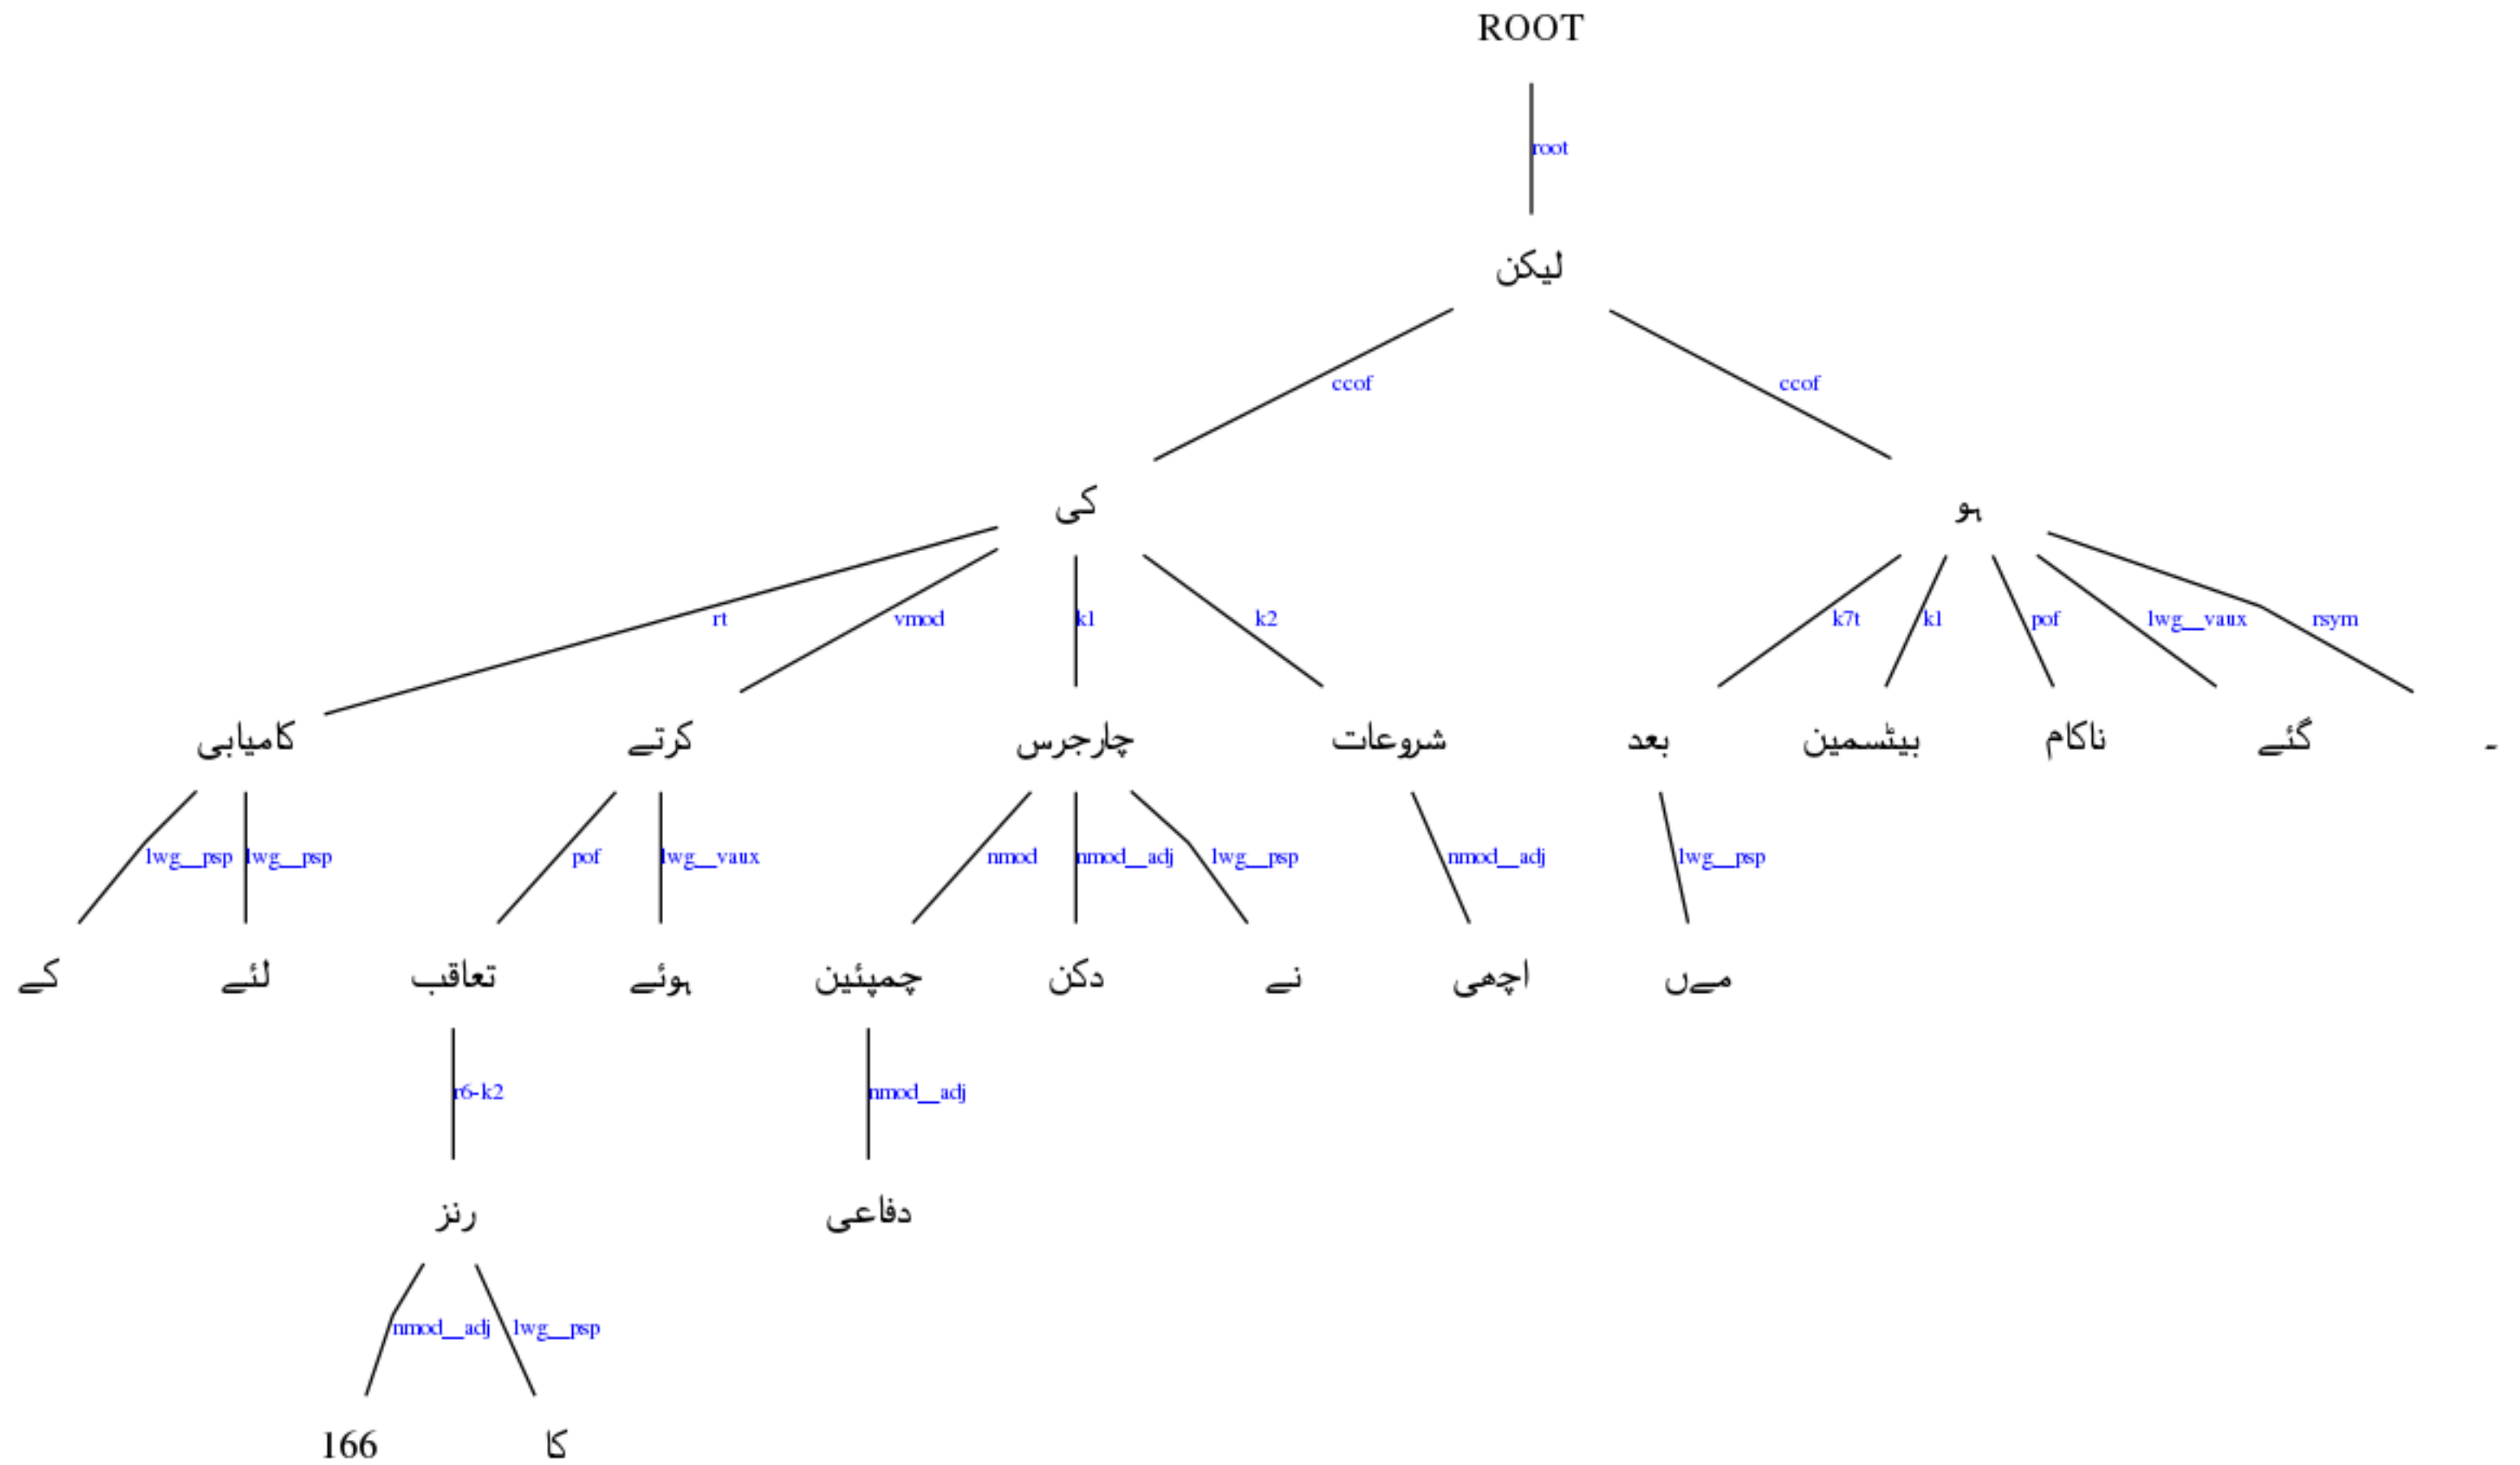 ROOT
root
لیکن
ccof ccof
کی ہو
rt vmod k1 k2 k7t k1 pof lwg__vaux rsym
کامیابی کرتے چارجرس شروعات بعد بیٹسمین ناکام گئے ۔
lwg__psp lwg__psp pof lwg__vaux nmod nmod__adj lwg__psp nmod__adj lwg__psp
کے لئے تعاقب ہوئے چمپئین دکن نے اچھی مےں
r6-k2 nmod__adj
رنز دفاعی
nmod__adj lwg__psp
166 کا